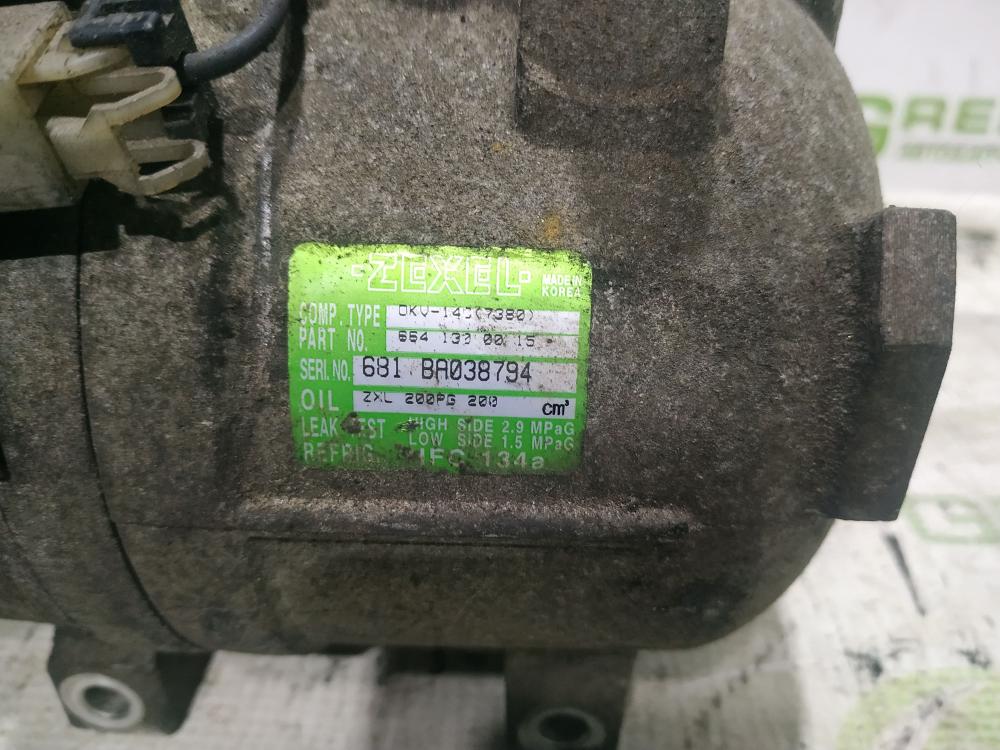 ZEXEL
MADE IN
KOREA
COMP. TYPE DKV-14C(7380)
PART NO. 664 130 00 15
SERI. NO. 681 BA038794
OIL ZXL 200PG 200 cm³
LEAK TEST HIGH SIDE 2.9 MPaG
LOW SIDE 1.5 MPaG
REFRIG. HFC-134a